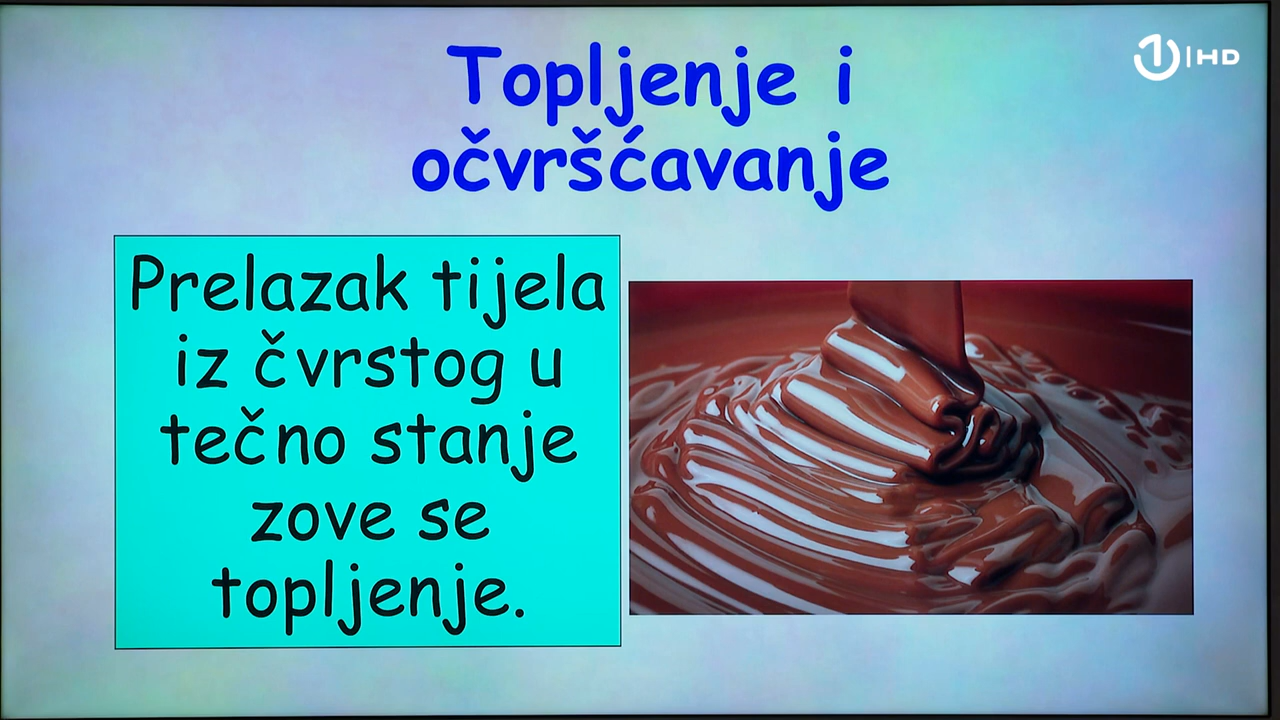 Topljenje i
očvršćavanje
1|HD
Prelazak tijela
iz čvrstog u
tečno stanje
zove se
topljenje.